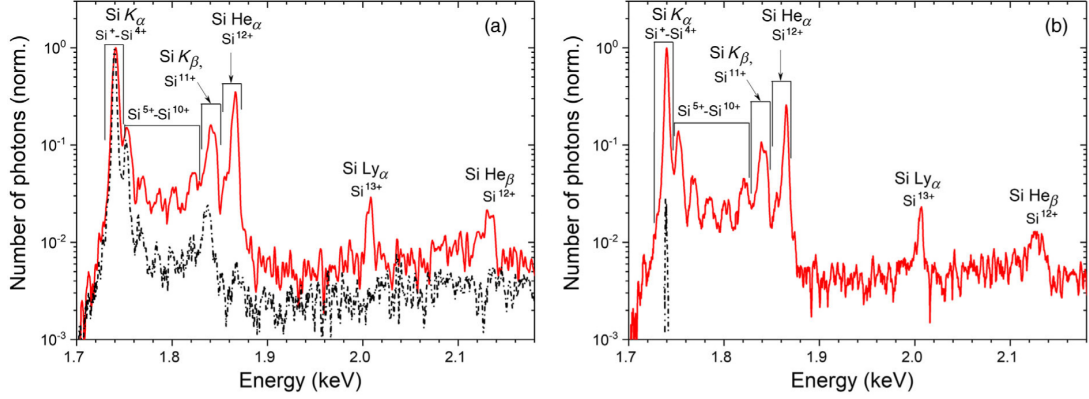 (a)
Si Kα
Si⁺-Si⁴⁺
Si Heα
Si¹²⁺
Si Kβ,
Si¹¹⁺
Si⁵⁺-Si¹⁰⁺
Si Lyα
Si¹³⁺
Si Heβ
Si¹²⁺
Number of photons (norm.)
10⁰
10⁻¹
10⁻²
10⁻³
1.7 1.8 1.9 2.0 2.1
Energy (keV)
(b)
Si Kα
Si⁺-Si⁴⁺
Si Heα
Si¹²⁺
Si Kβ,
Si¹¹⁺
Si⁵⁺-Si¹⁰⁺
Si Lyα
Si¹³⁺
Si Heβ
Si¹²⁺
Number of photons (norm.)
10⁰
10⁻¹
10⁻²
10⁻³
1.7 1.8 1.9 2.0 2.1
Energy (keV)